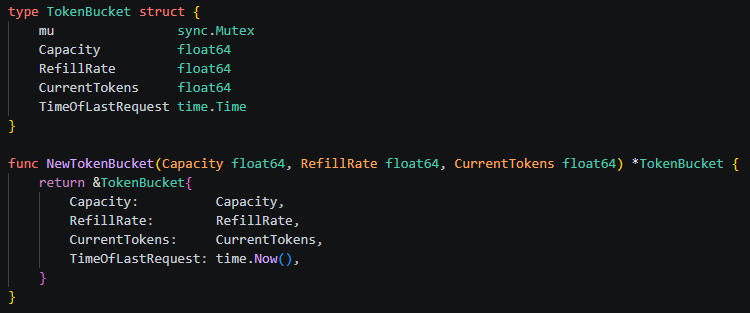 type TokenBucket struct {
    mu                sync.Mutex
    Capacity          float64
    RefillRate        float64
    CurrentTokens     float64
    TimeOfLastRequest time.Time
}

func NewTokenBucket(Capacity float64, RefillRate float64, CurrentTokens float64) *TokenBucket {
    return &TokenBucket{
        Capacity:          Capacity,
        RefillRate:        RefillRate,
        CurrentTokens:     CurrentTokens,
        TimeOfLastRequest: time.Now(),
    }
}